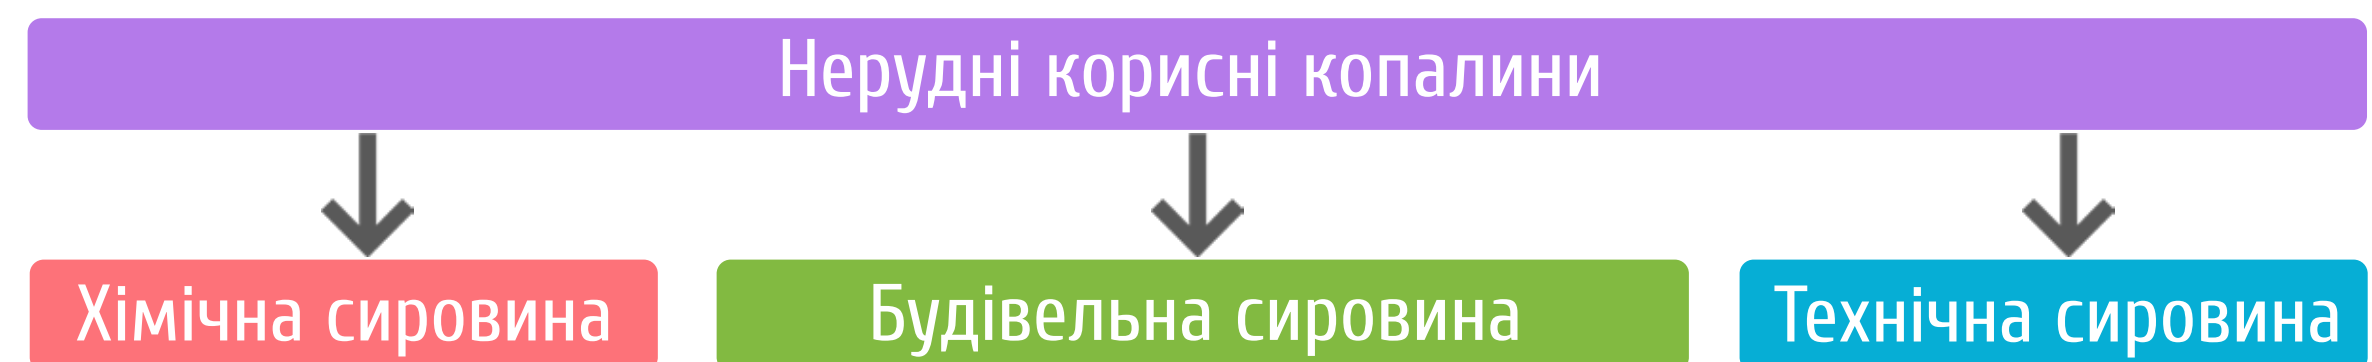 Нерудні корисні копалини
Хімічна сировина
Будівельна сировина
Технічна сировина